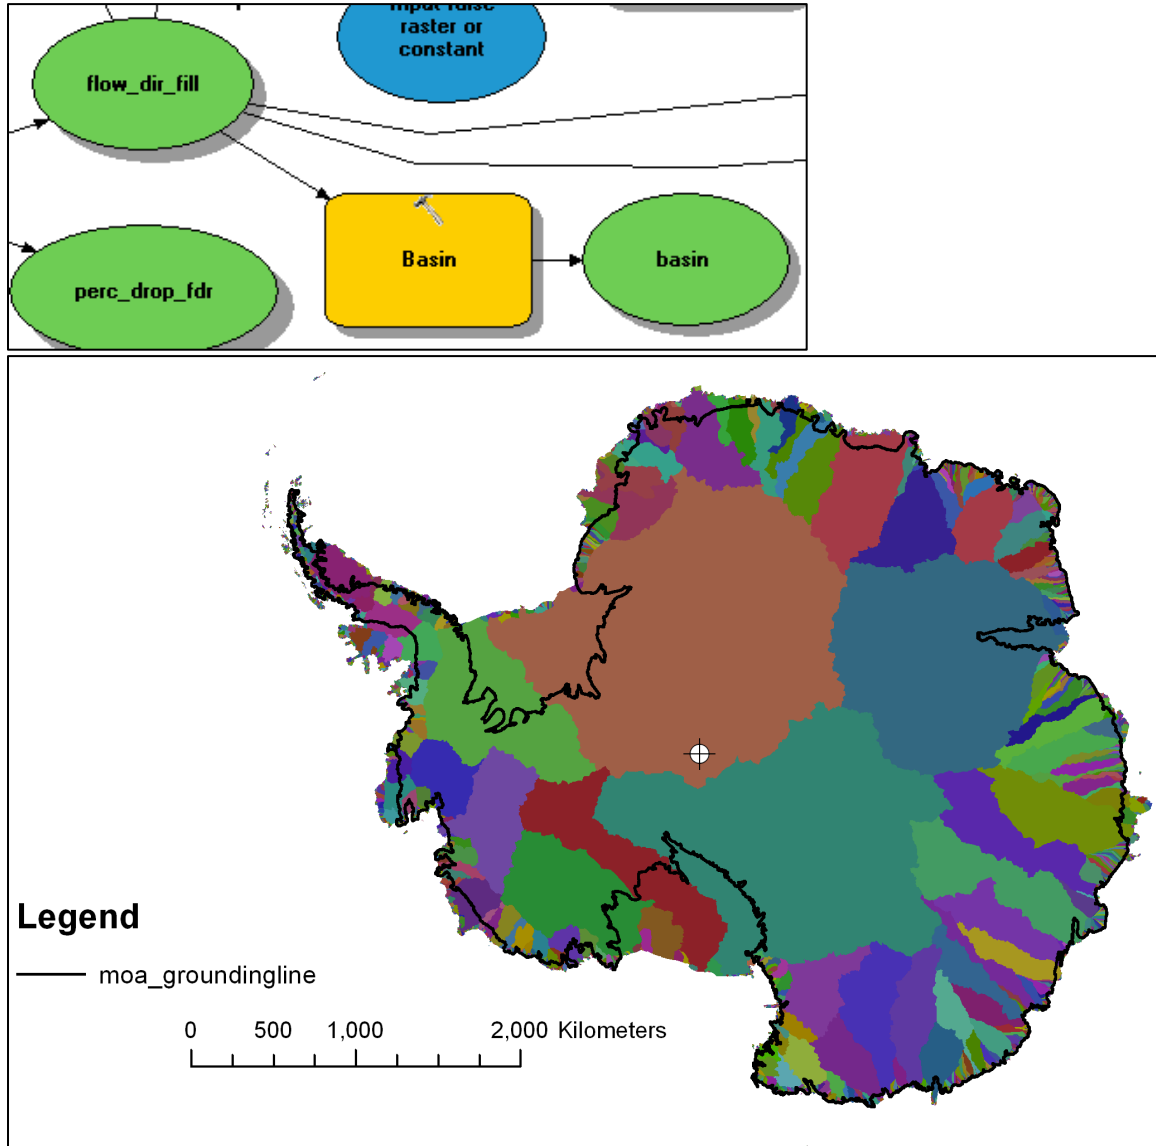 raster or
constant
flow_dir_fill
Basin
basin
perc_drop_fdr
Legend
moa_groundingline
0 500 1,000 2,000 Kilometers